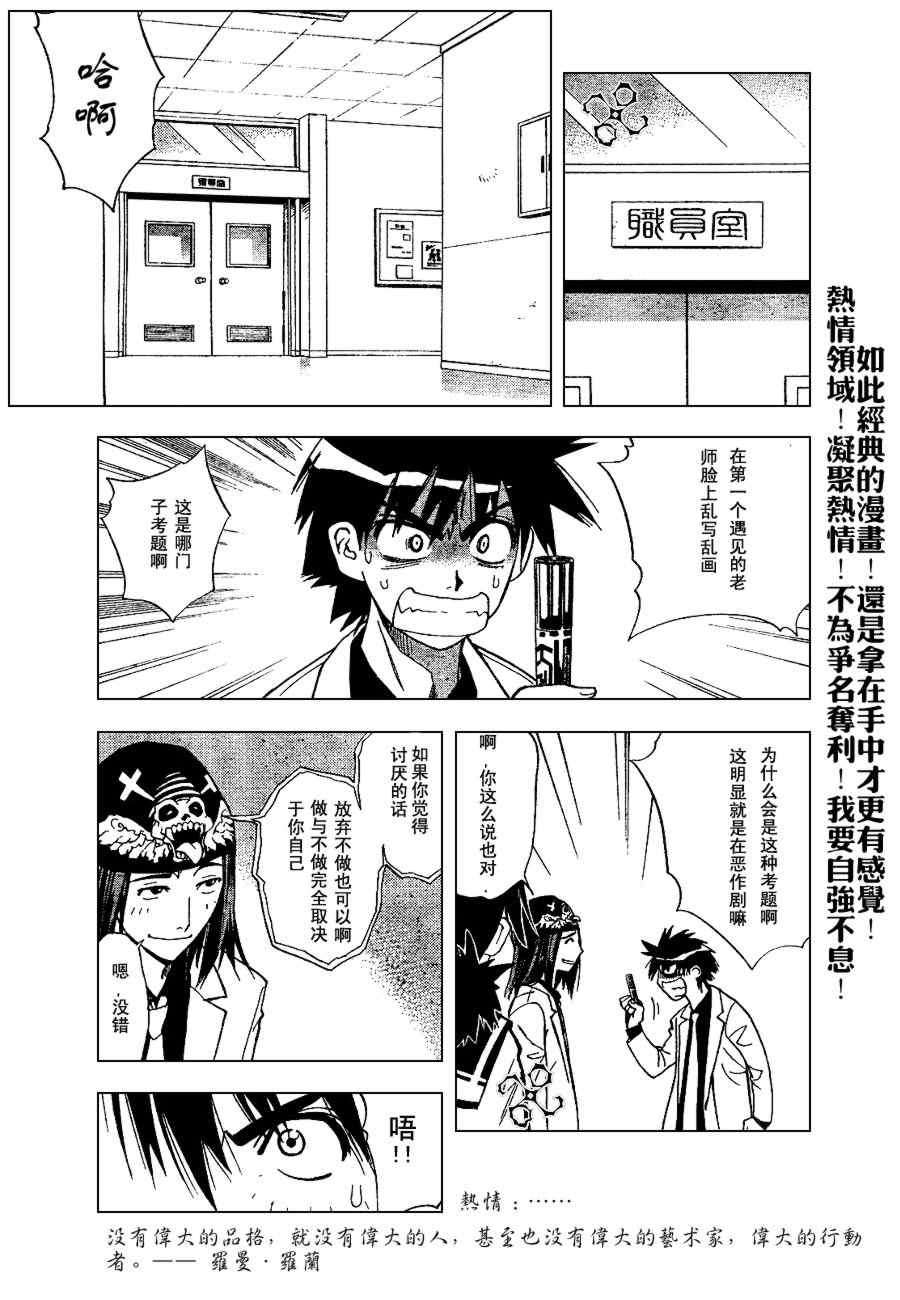 職員室
哈
啊
在第一个遇见的老
师脸上乱写乱画
这是哪门
子考题啊
为什么会是这种考题啊
这明显就是在恶作剧嘛
啊，你这么说也对．
如果你觉得
讨厌的话
放弃不做也可以啊
做与不做完全取决
于你自己
嗯，没错
唔!!
如此經典的漫畫！還是拿在手中才更有感覺！
熱情領域！凝聚熱情！不為爭名奪利！我要自強不息！
熱情：……
没有偉大的品格，就没有偉大的人，甚至也没有偉大的藝术家，偉大的行動
者。—— 羅曼·羅蘭